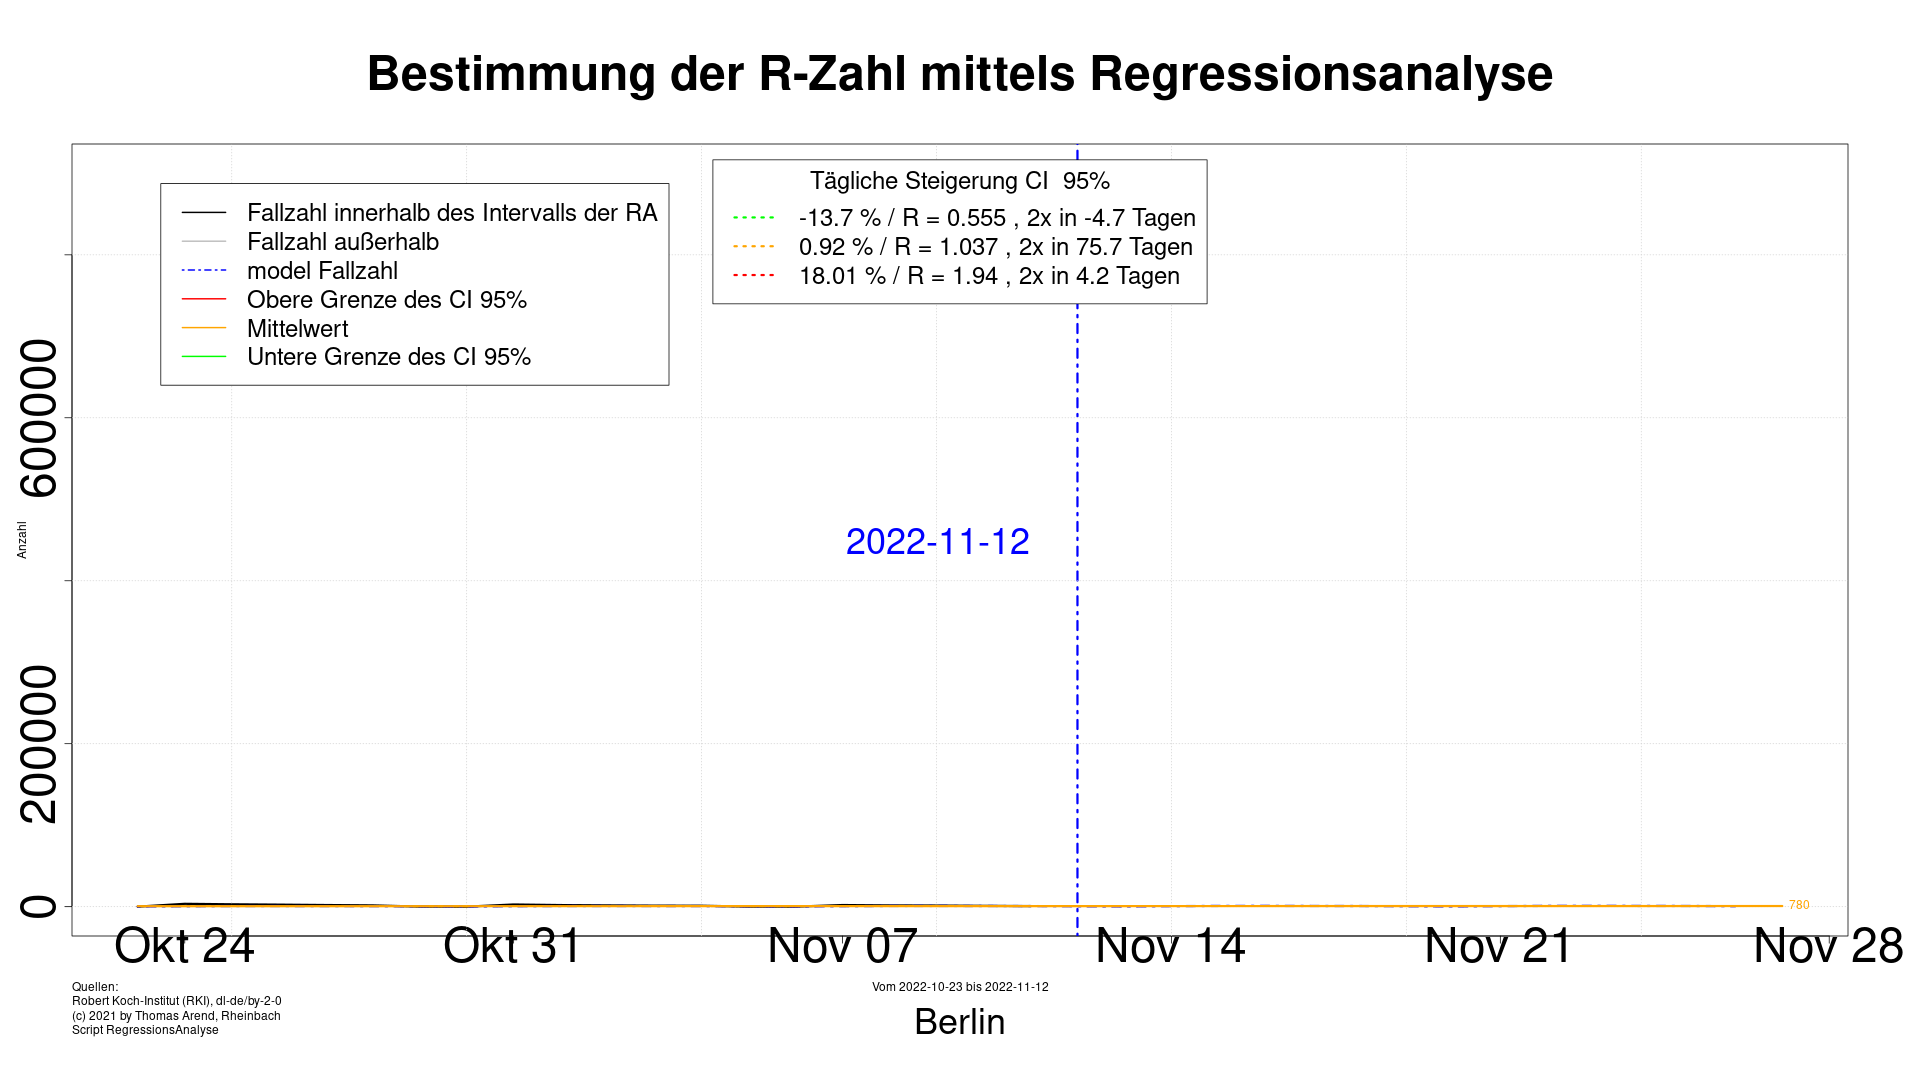 Bestimmung der R-Zahl mittels Regressionsanalyse
Fallzahl innerhalb des Intervalls der RA
Fallzahl außerhalb
model Fallzahl
Obere Grenze des CI 95%
Mittelwert
Untere Grenze des CI 95%
Tägliche Steigerung CI  95%
-13.7 % / R = 0.555 , 2x in -4.7 Tagen
0.92 % / R = 1.037 , 2x in 75.7 Tagen
18.01 % / R = 1.94 , 2x in 4.2 Tagen
6000000
Anzahl
2022-11-12
2000000
0
780
Okt 24
Okt 31
Nov 07
Nov 14
Nov 21
Nov 28
Quellen:
Robert Koch-Institut (RKI), dl-de/by-2-0
(c) 2021 by Thomas Arend, Rheinbach
Script RegressionsAnalyse
Vom 2022-10-23 bis 2022-11-12
Berlin